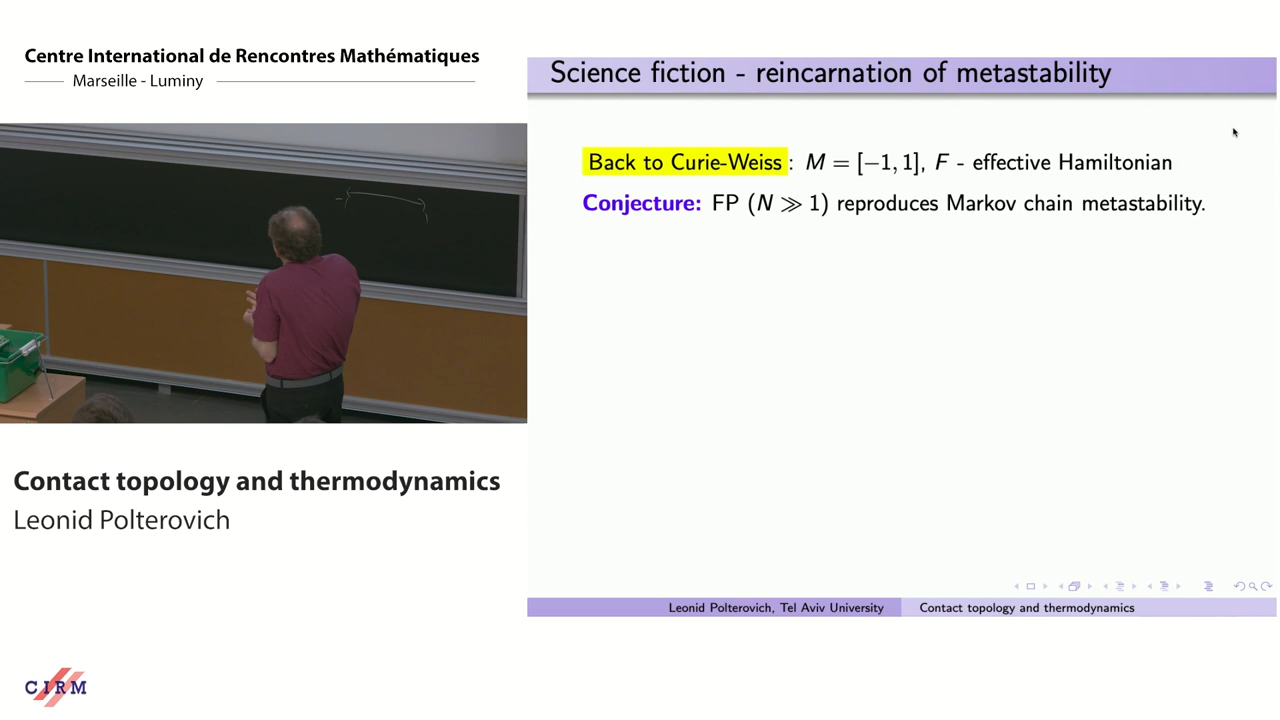 Centre International de Rencontres Mathématiques
Marseille - Luminy
Science fiction - reincarnation of metastability
Back to Curie-Weiss: M = [−1, 1], F - effective Hamiltonian
Conjecture: FP (N ≫ 1) reproduces Markov chain metastability.
Contact topology and thermodynamics
Leonid Polterovich
Leonid Polterovich, Tel Aviv University
Contact topology and thermodynamics
CIRM